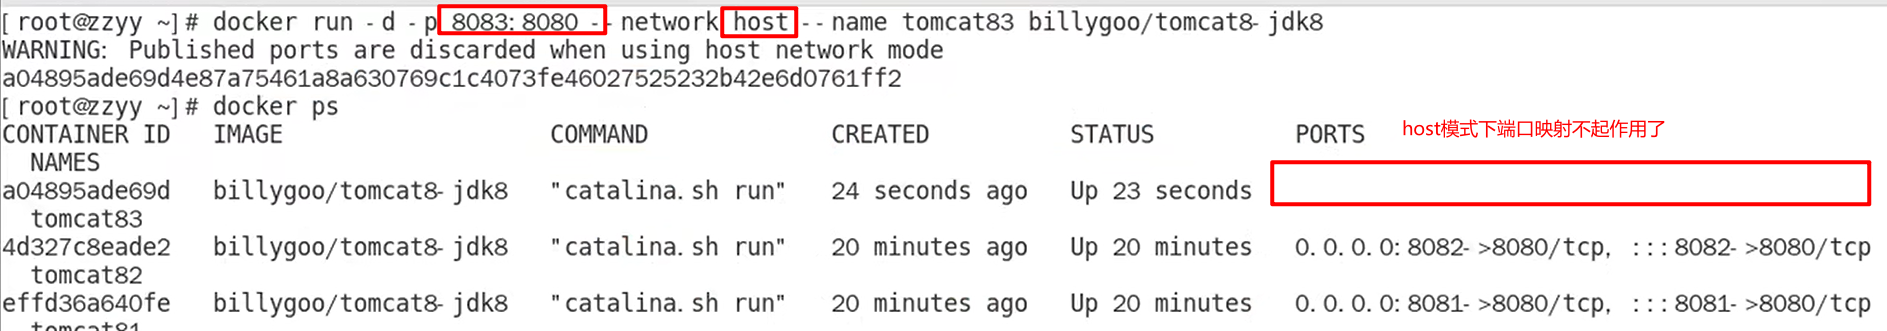 [root@zzyy ~]# docker run -d -p 8083:8080 --network host --name tomcat83 billygoo/tomcat8-jdk8
WARNING: Published ports are discarded when using host network mode
a04895ade69d4e87a75461a8a630769c1c4073fe46027525232b42e6d0761ff2
[root@zzyy ~]# docker ps
CONTAINER ID IMAGE COMMAND CREATED STATUS PORTS
host模式下端口映射不起作用了
NAMES
a04895ade69d billygoo/tomcat8-jdk8 "catalina.sh run" 24 seconds ago Up 23 seconds
tomcat83
4d327c8eade2 billygoo/tomcat8-jdk8 "catalina.sh run" 20 minutes ago Up 20 minutes 0.0.0.0:8082->8080/tcp, :::8082->8080/tcp
tomcat82
effd36a640fe billygoo/tomcat8-jdk8 "catalina.sh run" 20 minutes ago Up 20 minutes 0.0.0.0:8081->8080/tcp, :::8081->8080/tcp
tomcat81